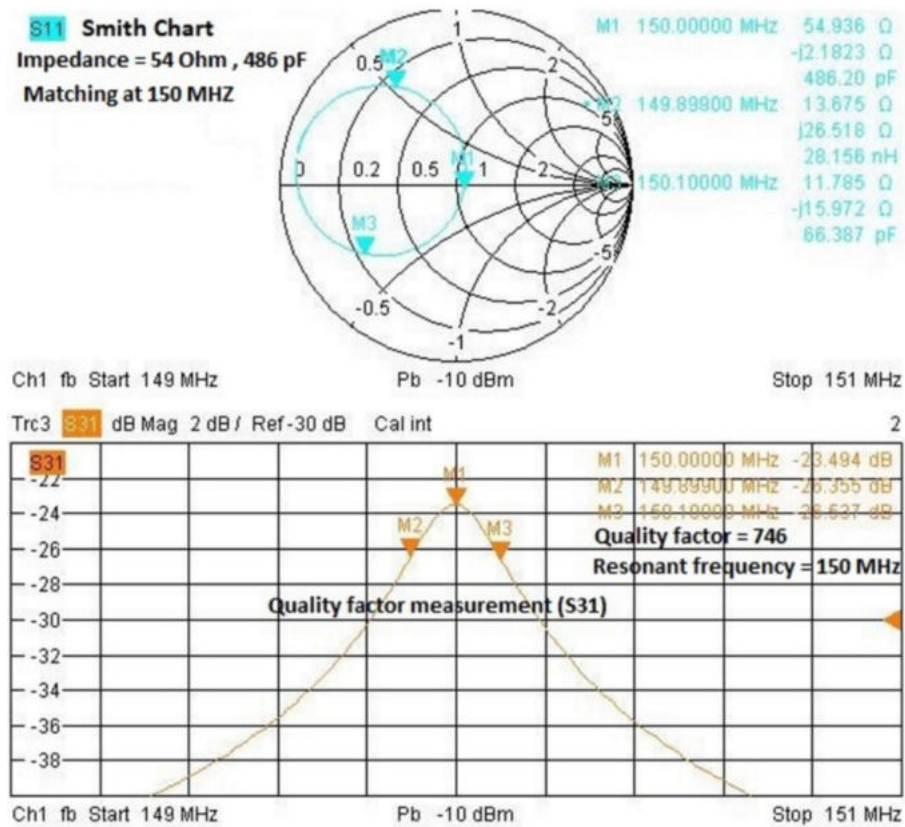 S11 Smith Chart
Impedance = 54 Ohm , 486 pF
Matching at 150 MHZ
M1 150.00000 MHz 54.936 Ω
-j2.1823 Ω
486.20 pF
M2 149.89900 MHz 13.675 Ω
j26.518 Ω
28.156 nH
M3 150.10000 MHz 11.785 Ω
-j15.972 Ω
66.387 pF
1
0.5 M2 2
5
0 0.2 0.5 M1 1 2
M3
-5
-0.5 -2
-1
Ch1 fb Start 149 MHz Pb -10 dBm Stop 151 MHz
Trc3 S31 dB Mag 2 dB / Ref -30 dB Cal int 2
S31
M1 150.00000 MHz -23.494 dB
M2 149.89900 MHz -26.355 dB
M3 150.10000 MHz -26.537 dB
Quality factor = 746
Resonant frequency = 150 MHz
M1
M2 M3
Quality factor measurement (S31)
-22
-24
-26
-28
-30
-32
-34
-36
-38
Ch1 fb Start 149 MHz Pb -10 dBm Stop 151 MHz